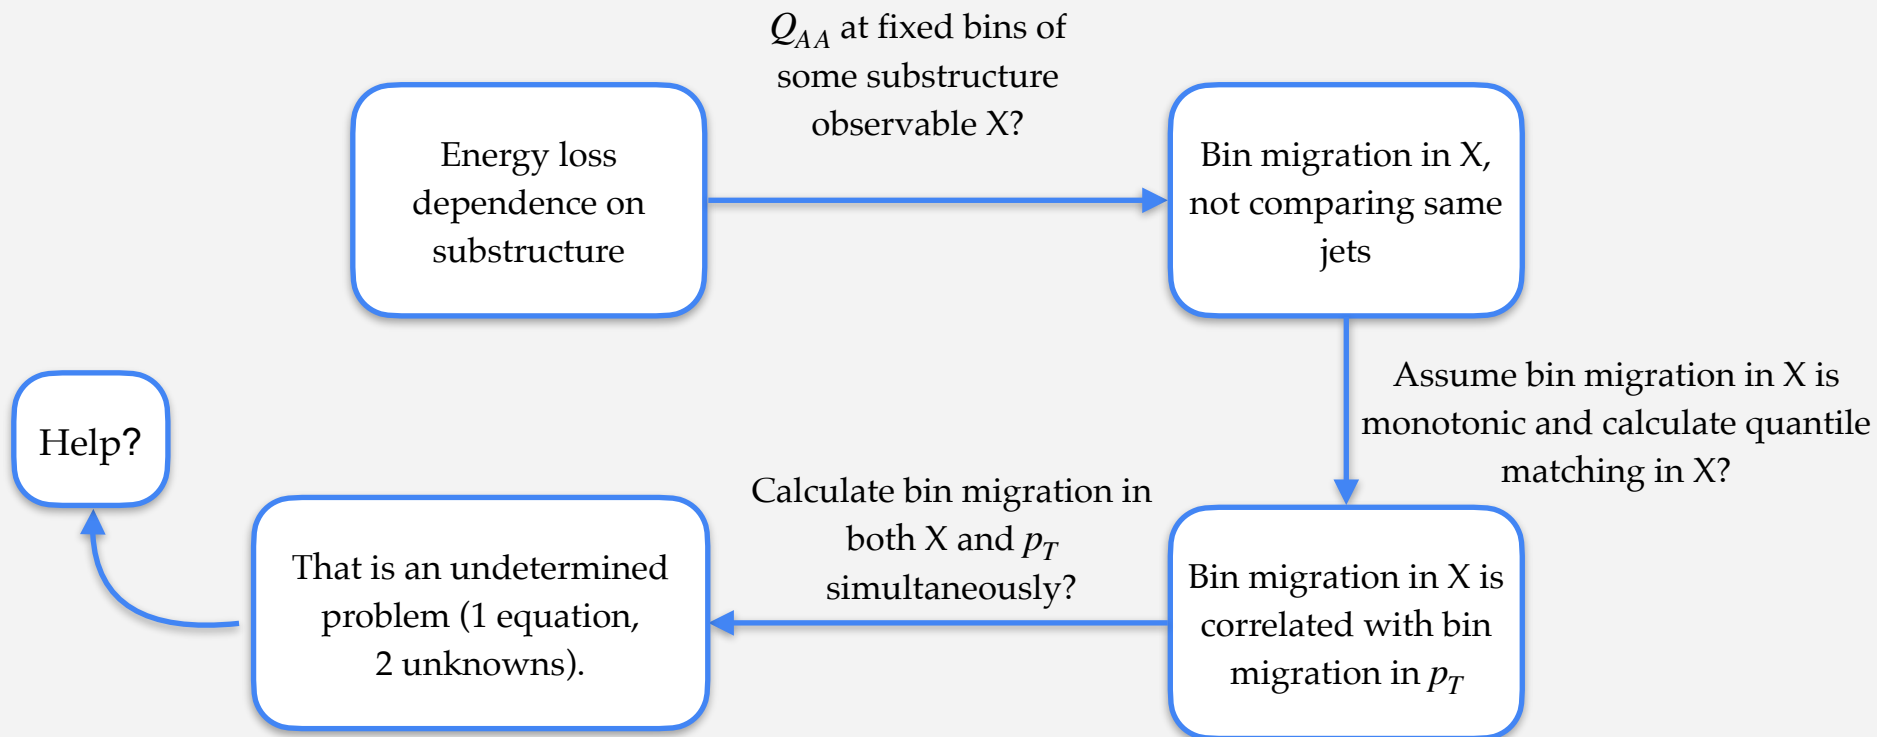 Q_{AA} at fixed bins of
some substructure
observable X?
Energy loss
dependence on
substructure
Bin migration in X,
not comparing same
jets
Assume bin migration in X is
monotonic and calculate quantile
matching in X?
Bin migration in X is
correlated with bin
migration in p_T
Calculate bin migration in
both X and p_T
simultaneously?
That is an undetermined
problem (1 equation,
2 unknowns).
Help?